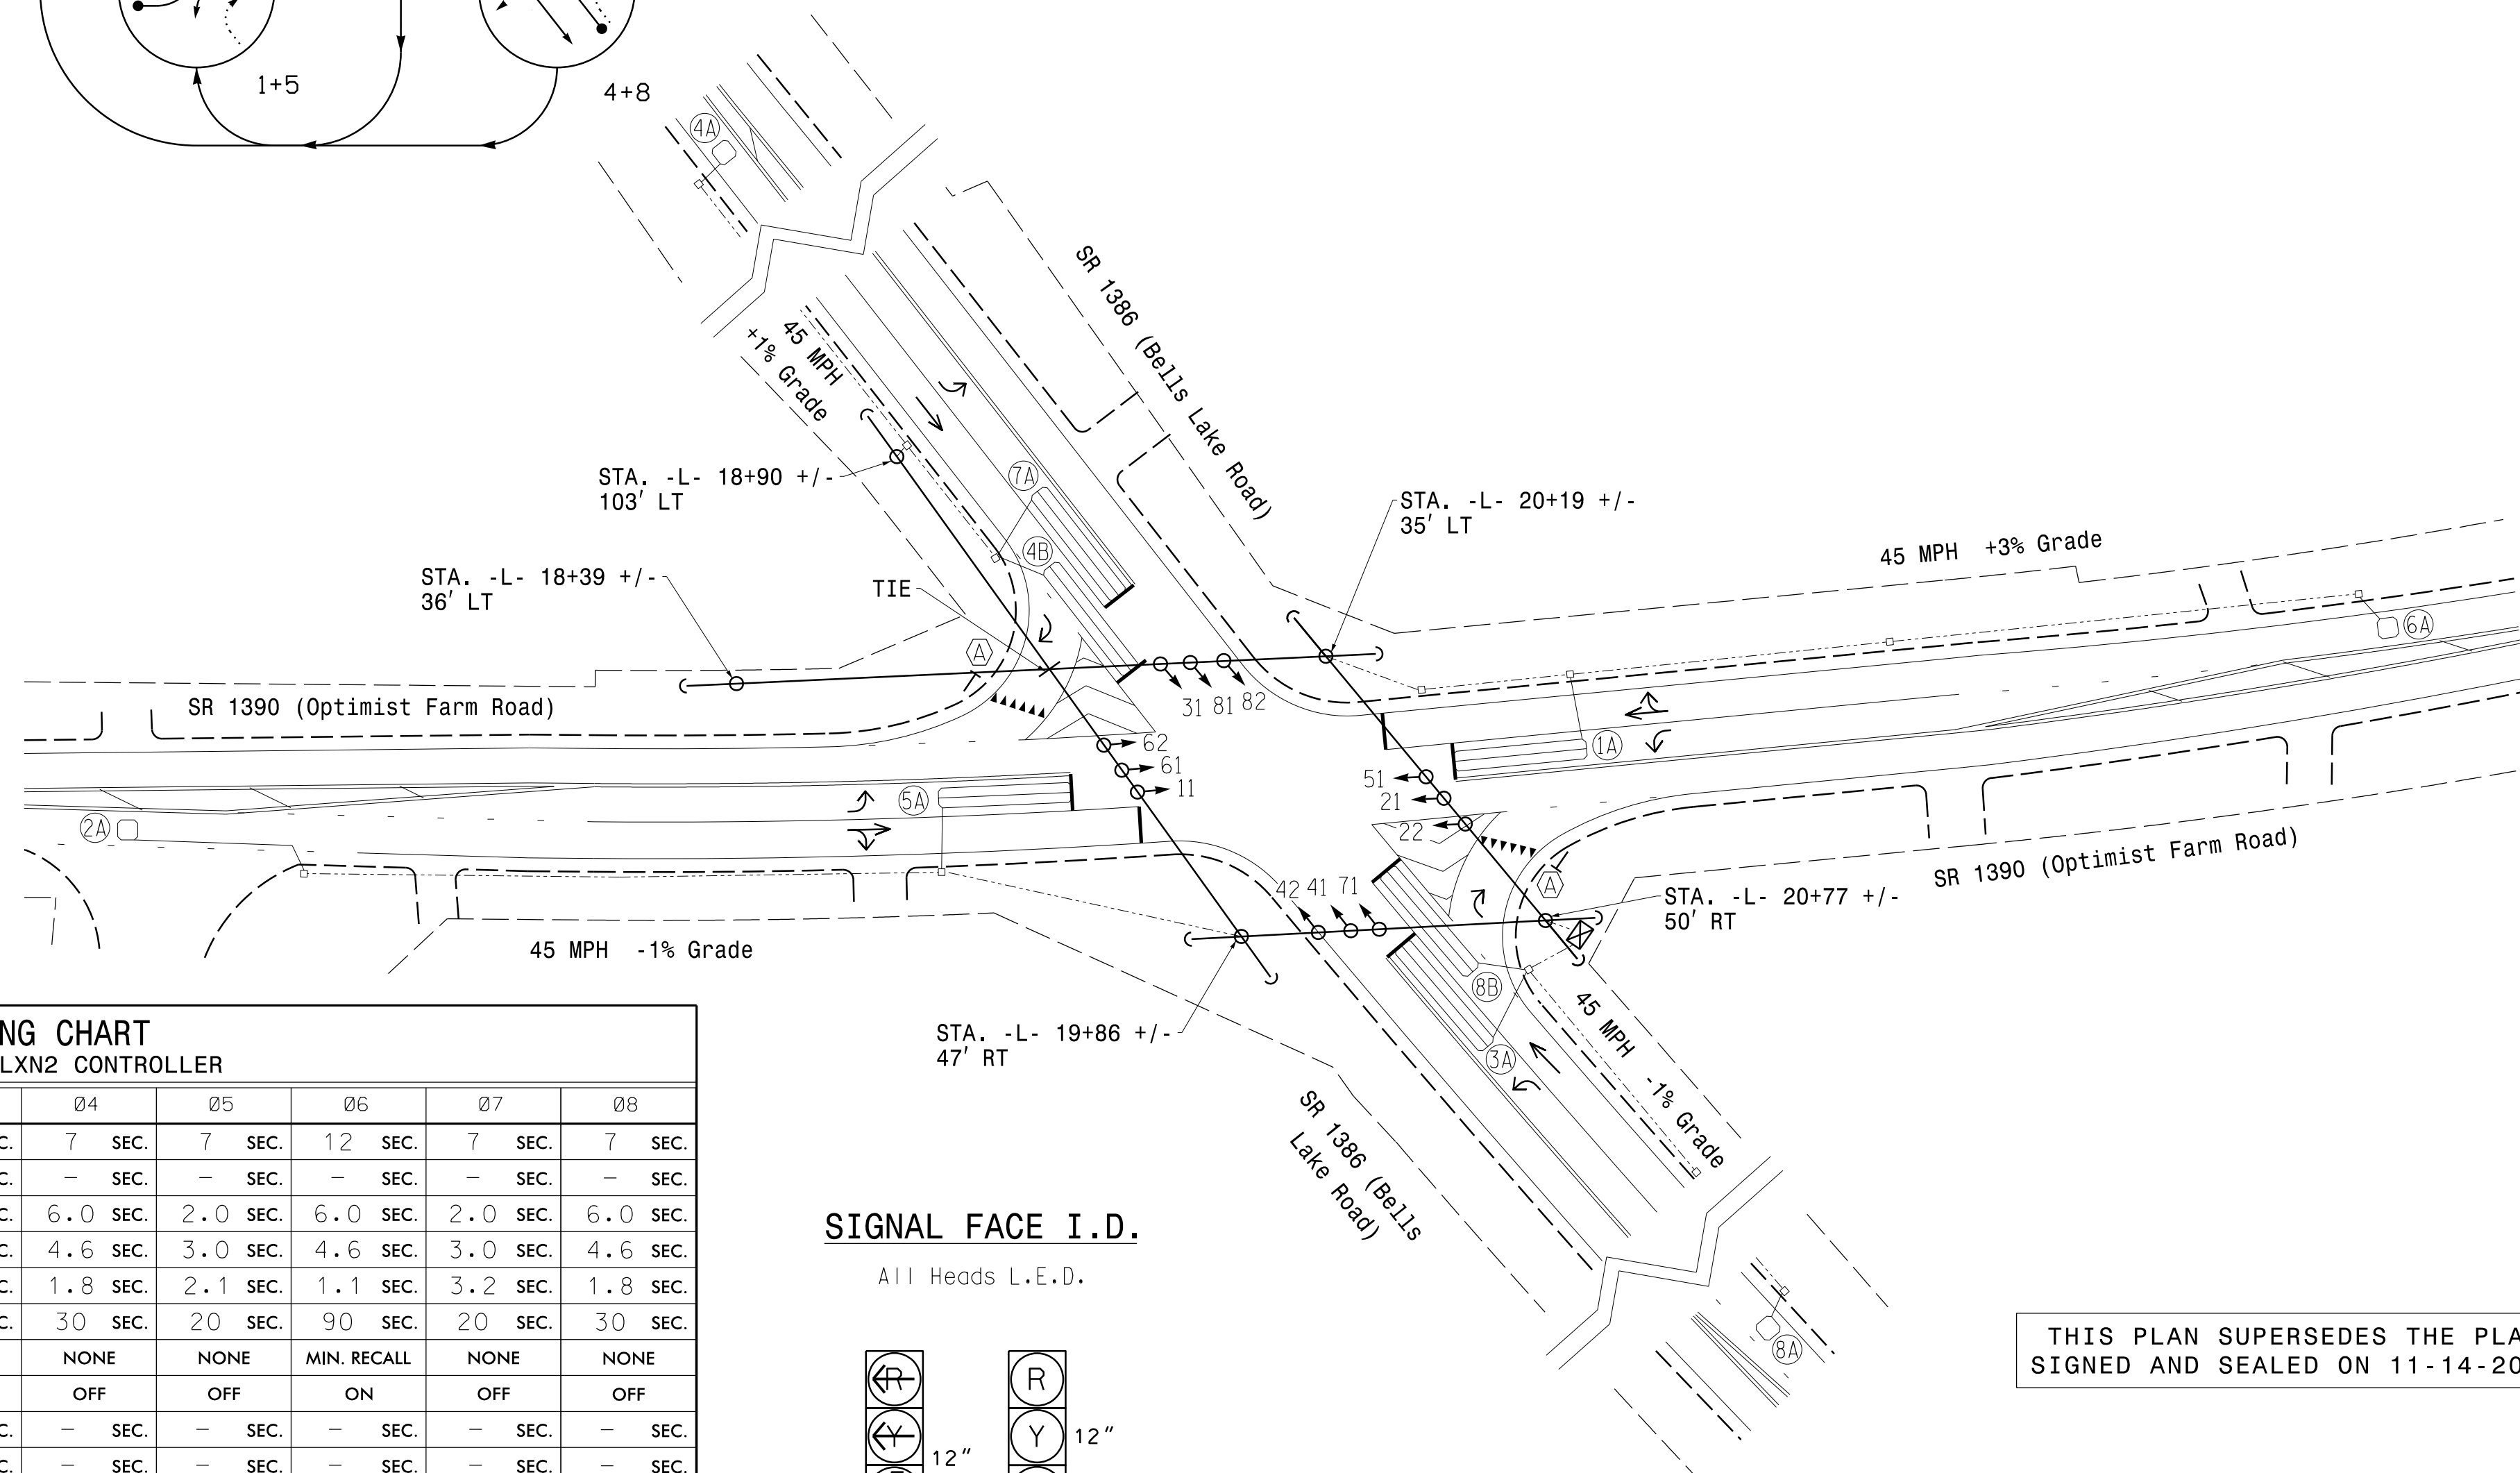 1+5
4+8
4A
SR 1386 (Bells Lake Road)
45 MPH
+1% Grade
STA. -L- 18+90 +/-
103' LT
7A
STA. -L- 20+19 +/-
35' LT
4B
45 MPH +3% Grade
STA. -L- 18+39 +/-
36' LT
TIE
6A
A
SR 1390 (Optimist Farm Road)
31 81 82
62
61
11
1A
51
21
22
5A
2A
SR 1390 (Optimist Farm Road)
42 41 71
A
STA. -L- 20+77 +/-
50' RT
45 MPH -1% Grade
8B
STA. -L- 19+86 +/-
47' RT
3A
45 MPH -1% Grade
SR 1386 (Bells
Lake Road)
8A
NG CHART
LXN2 CONTROLLER
Ø4 Ø5 Ø6 Ø7 Ø8
C. 7 SEC. 7 SEC. 12 SEC. 7 SEC. 7 SEC.
C. - SEC. - SEC. - SEC. - SEC. - SEC.
C. 6.0 SEC. 2.0 SEC. 6.0 SEC. 2.0 SEC. 6.0 SEC.
C. 4.6 SEC. 3.0 SEC. 4.6 SEC. 3.0 SEC. 4.6 SEC.
C. 1.8 SEC. 2.1 SEC. 1.1 SEC. 3.2 SEC. 1.8 SEC.
C. 30 SEC. 20 SEC. 90 SEC. 20 SEC. 30 SEC.
NONE NONE MIN. RECALL NONE NONE
OFF OFF ON OFF OFF
C. - SEC. - SEC. - SEC. - SEC. - SEC.
C. - SEC. - SEC. - SEC. - SEC. - SEC.
SIGNAL FACE I.D.
All Heads L.E.D.
R R
Y Y 12"
12"
THIS PLAN SUPERSEDES THE PLA
SIGNED AND SEALED ON 11-14-20